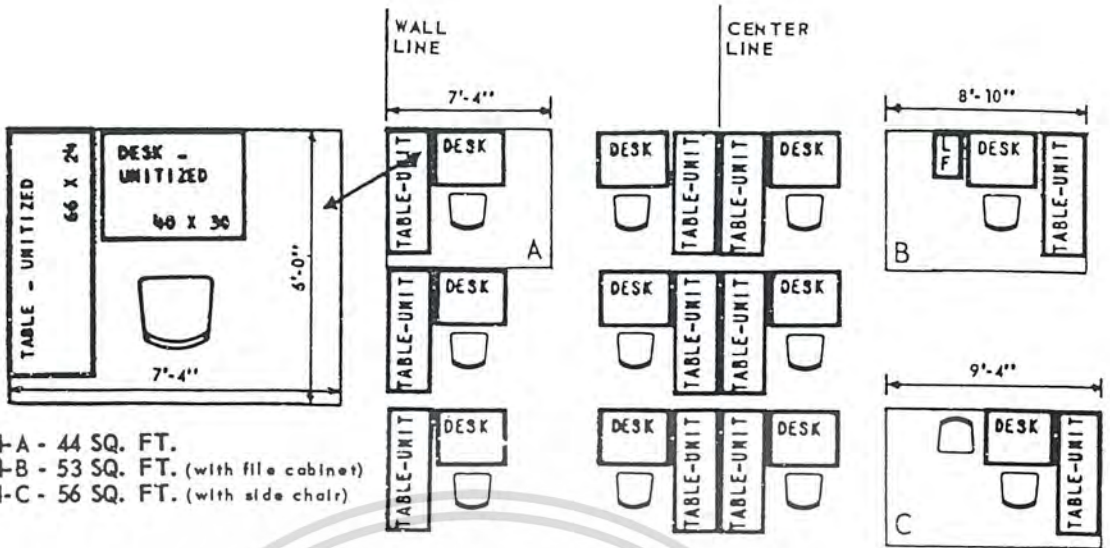 WALL
LINE
CENTER
LINE
7'-4"
8'-10"
TABLE - UNITIZED
66 X 24
DESK -
UNITIZED
40 X 30
6'-0"
7'-4"
TABLE-UNIT
DESK
A
DESK
TABLE-UNIT
TABLE-UNIT
DESK
L
F
DESK
TABLE-UNIT
B
TABLE-UNIT
DESK
DESK
TABLE-UNIT
TABLE-UNIT
DESK
9'-4"
TABLE-UNIT
DESK
DESK
TABLE-UNIT
TABLE-UNIT
DESK
DESK
TABLE-UNIT
C
-A - 44 SQ. FT.
-B - 53 SQ. FT. (with file cabinet)
-C - 56 SQ. FT. (with side chair)